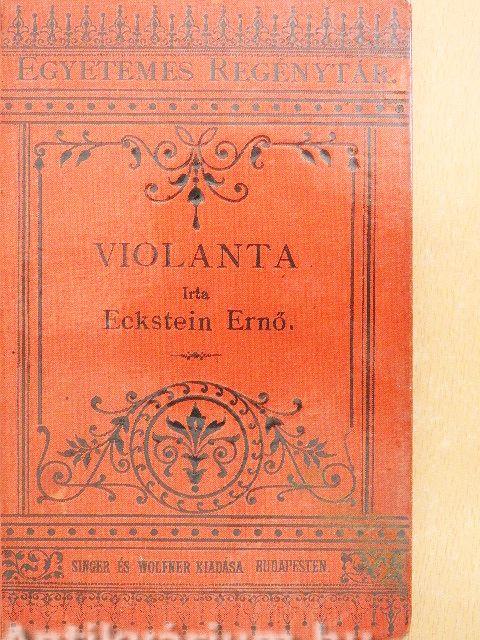 EGYETEMES REGÉNYTÁR.
VIOLANTA
Irta
Eckstein Ernő.
SINGER ÉS WOLFNER KIADÁSA BUDAPESTEN.